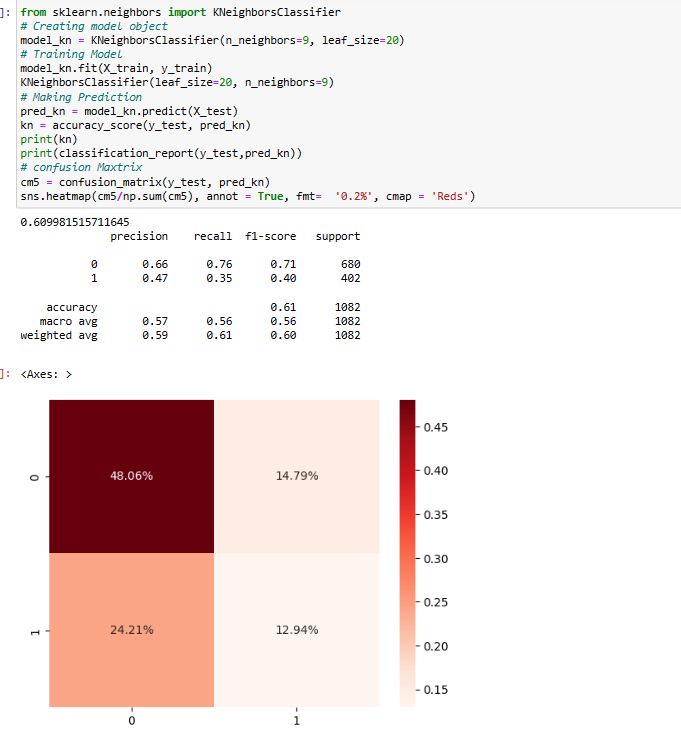 ]: from sklearn.neighbors import KNeighborsClassifier
# Creating model object
model_kn = KNeighborsClassifier(n_neighbors=9, leaf_size=20)
# Training Model
model_kn.fit(X_train, y_train)
KNeighborsClassifier(leaf_size=20, n_neighbors=9)
# Making Prediction
pred_kn = model_kn.predict(X_test)
kn = accuracy_score(y_test, pred_kn)
print(kn)
print(classification_report(y_test,pred_kn))
# confusion Maxtrix
cm5 = confusion_matrix(y_test, pred_kn)
sns.heatmap(cm5/np.sum(cm5), annot = True, fmt=  '0.2%', cmap = 'Reds')
0.609981515711645
precision recall f1-score support
0 0.66 0.76 0.71 680
1 0.47 0.35 0.40 402
accuracy 0.61 1082
macro avg 0.57 0.56 0.56 1082
weighted avg 0.59 0.61 0.60 1082
]: <Axes: >
0.45
0 48.06% 14.79%
0.40
0.35
0.30
0.25
1 24.21% 12.94%
0.20
0.15
0 1